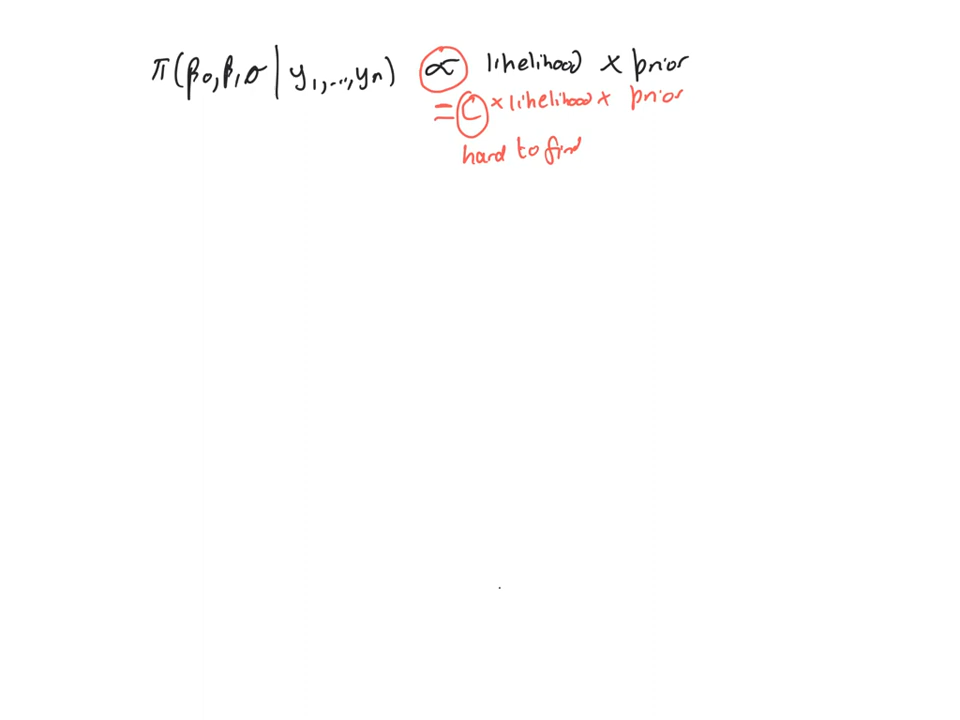 π(β0,β1,σ | y1,...,yn) ∝ likelihood × prior
= C × likelihood × prior
hard to find